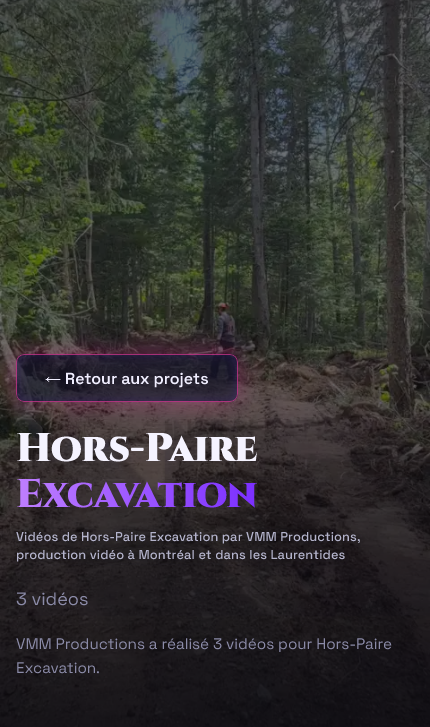 ← Retour aux projets
Hors-Paire
Excavation
Vidéos de Hors-Paire Excavation par VMM Productions,
production vidéo à Montréal et dans les Laurentides
3 vidéos
VMM Productions a réalisé 3 vidéos pour Hors-Paire
Excavation.